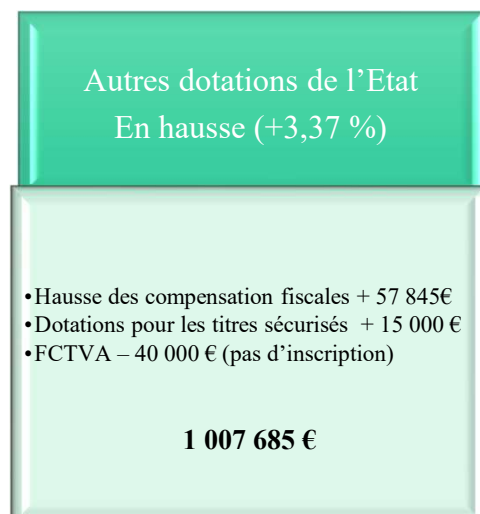 Autres dotations de l’Etat
En hausse (+3,37 %)
•Hausse des compensation fiscales + 57 845€
•Dotations pour les titres sécurisés + 15 000 €
•FCTVA – 40 000 € (pas d’inscription)
1 007 685 €